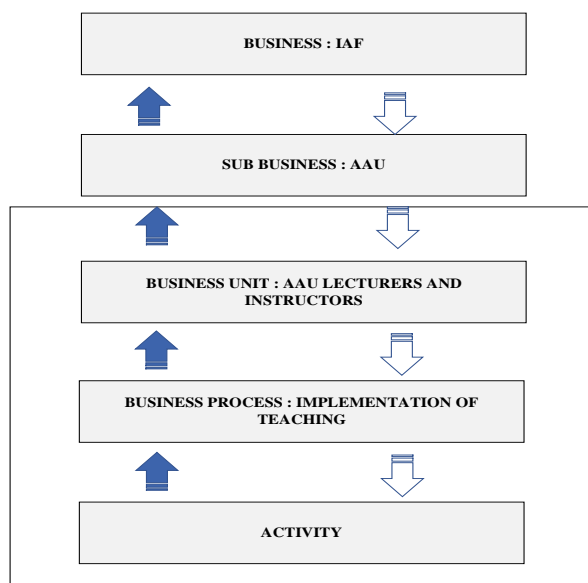 BUSINESS : IAF
SUB BUSINESS : AAU
BUSINESS UNIT : AAU LECTURERS AND
INSTRUCTORS
BUSINESS PROCESS : IMPLEMENTATION OF
TEACHING
ACTIVITY